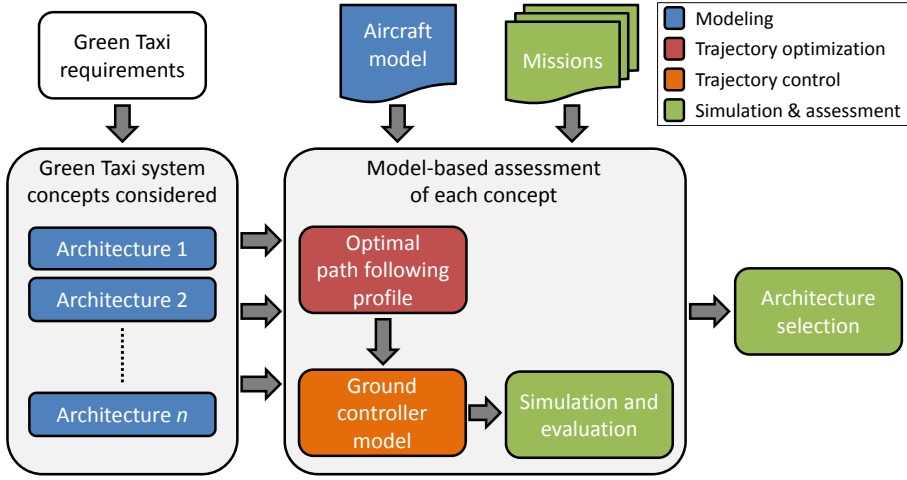 Green Taxi
requirements
Aircraft
model
Missions
Modeling
Trajectory optimization
Trajectory control
Simulation & assessment
Green Taxi system
concepts considered
Architecture 1
Architecture 2
Architecture n
Model-based assessment
of each concept
Optimal
path following
profile
Ground
controller
model
Simulation and
evaluation
Architecture
selection